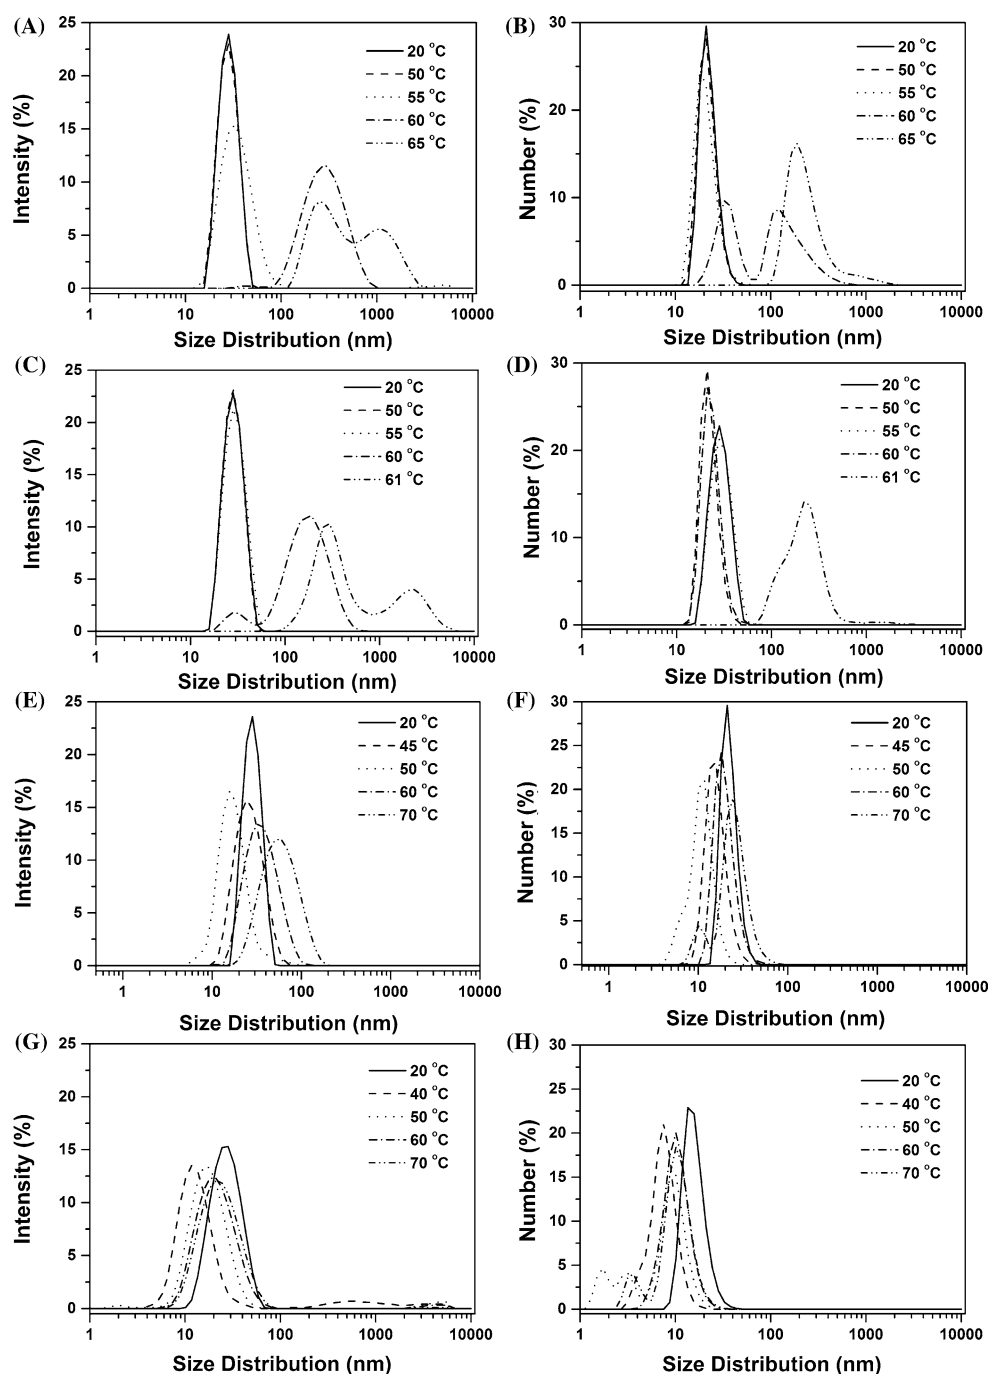 (A)
Intensity (%)
25
20
15
10
5
0
20 °C
50 °C
55 °C
60 °C
65 °C
1 10 100 1000 10000
Size Distribution (nm)
(B)
Number (%)
30
20
10
0
20 °C
50 °C
55 °C
60 °C
65 °C
1 10 100 1000 10000
Size Distribution (nm)
(C)
Intensity (%)
25
20
15
10
5
0
20 °C
50 °C
55 °C
60 °C
61 °C
1 10 100 1000 10000
Size Distribution (nm)
(D)
Number (%)
30
20
10
0
20 °C
50 °C
55 °C
60 °C
61 °C
1 10 100 1000 10000
Size Distribution (nm)
(E)
Intensity (%)
25
20
15
10
5
0
20 °C
45 °C
50 °C
60 °C
70 °C
1 10 100 1000 10000
Size Distribution (nm)
(F)
Number (%)
30
25
20
15
10
5
0
20 °C
45 °C
50 °C
60 °C
70 °C
1 10 100 1000 10000
Size Distribution (nm)
(G)
Intensity (%)
25
20
15
10
5
0
20 °C
40 °C
50 °C
60 °C
70 °C
1 10 100 1000 10000
Size Distribution (nm)
(H)
Number (%)
30
25
20
15
10
5
0
20 °C
40 °C
50 °C
60 °C
70 °C
1 10 100 1000 10000
Size Distribution (nm)